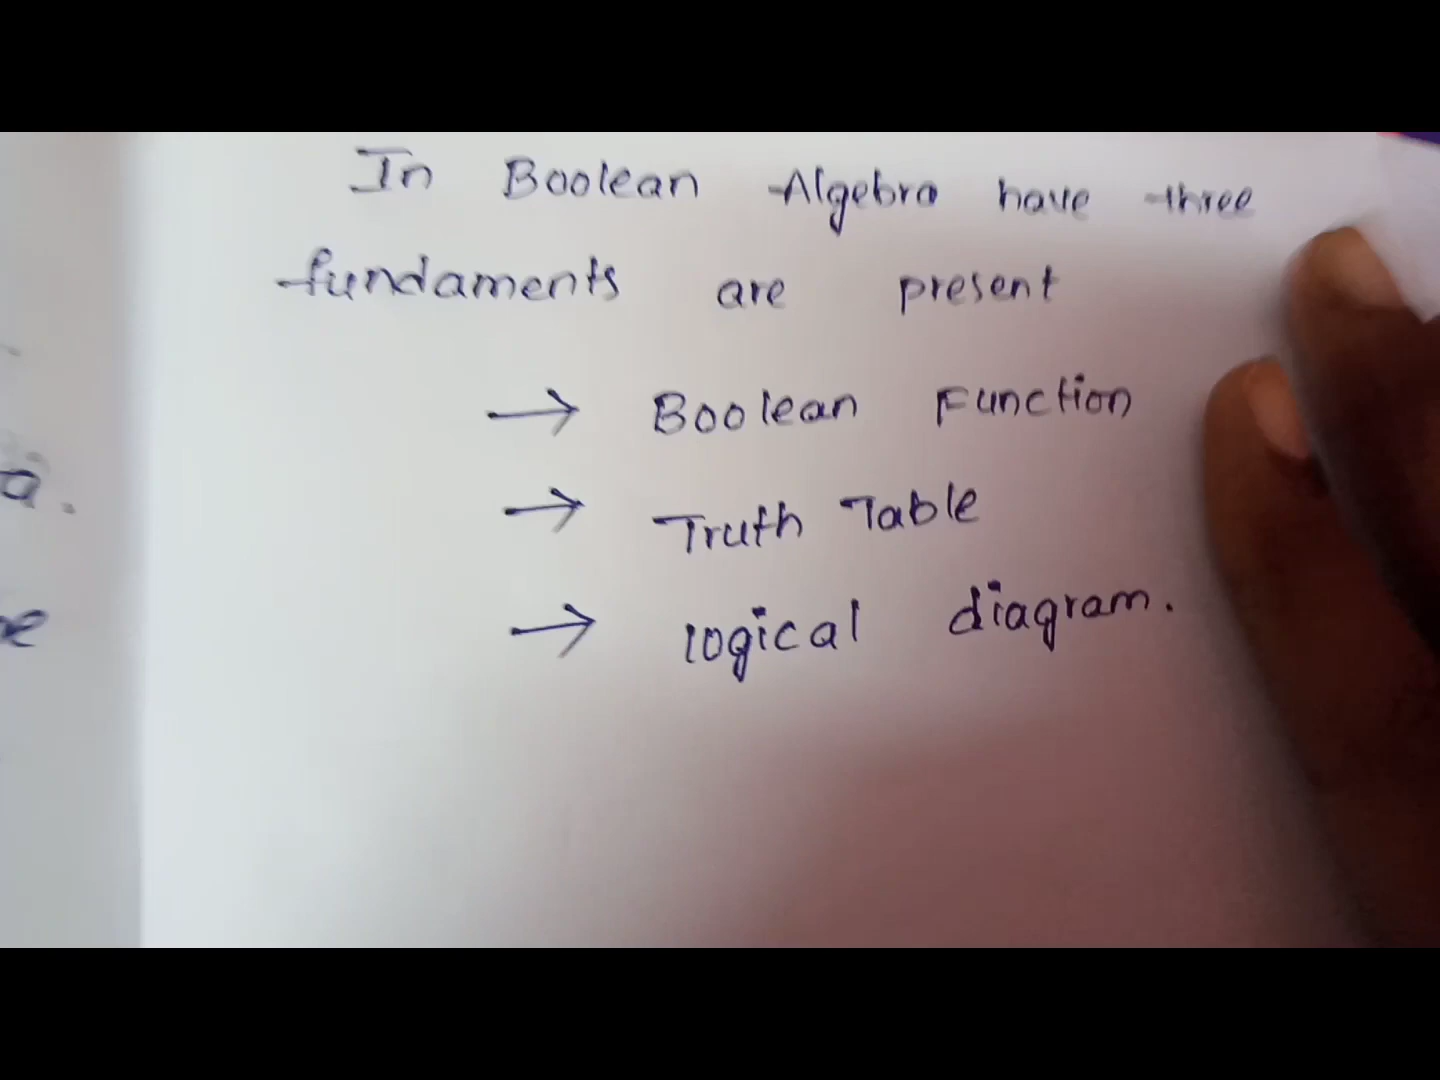 In Boolean Algebra have three
fundaments are present
→ Boolean Function
→ Truth Table
→ logical diagram.
a.